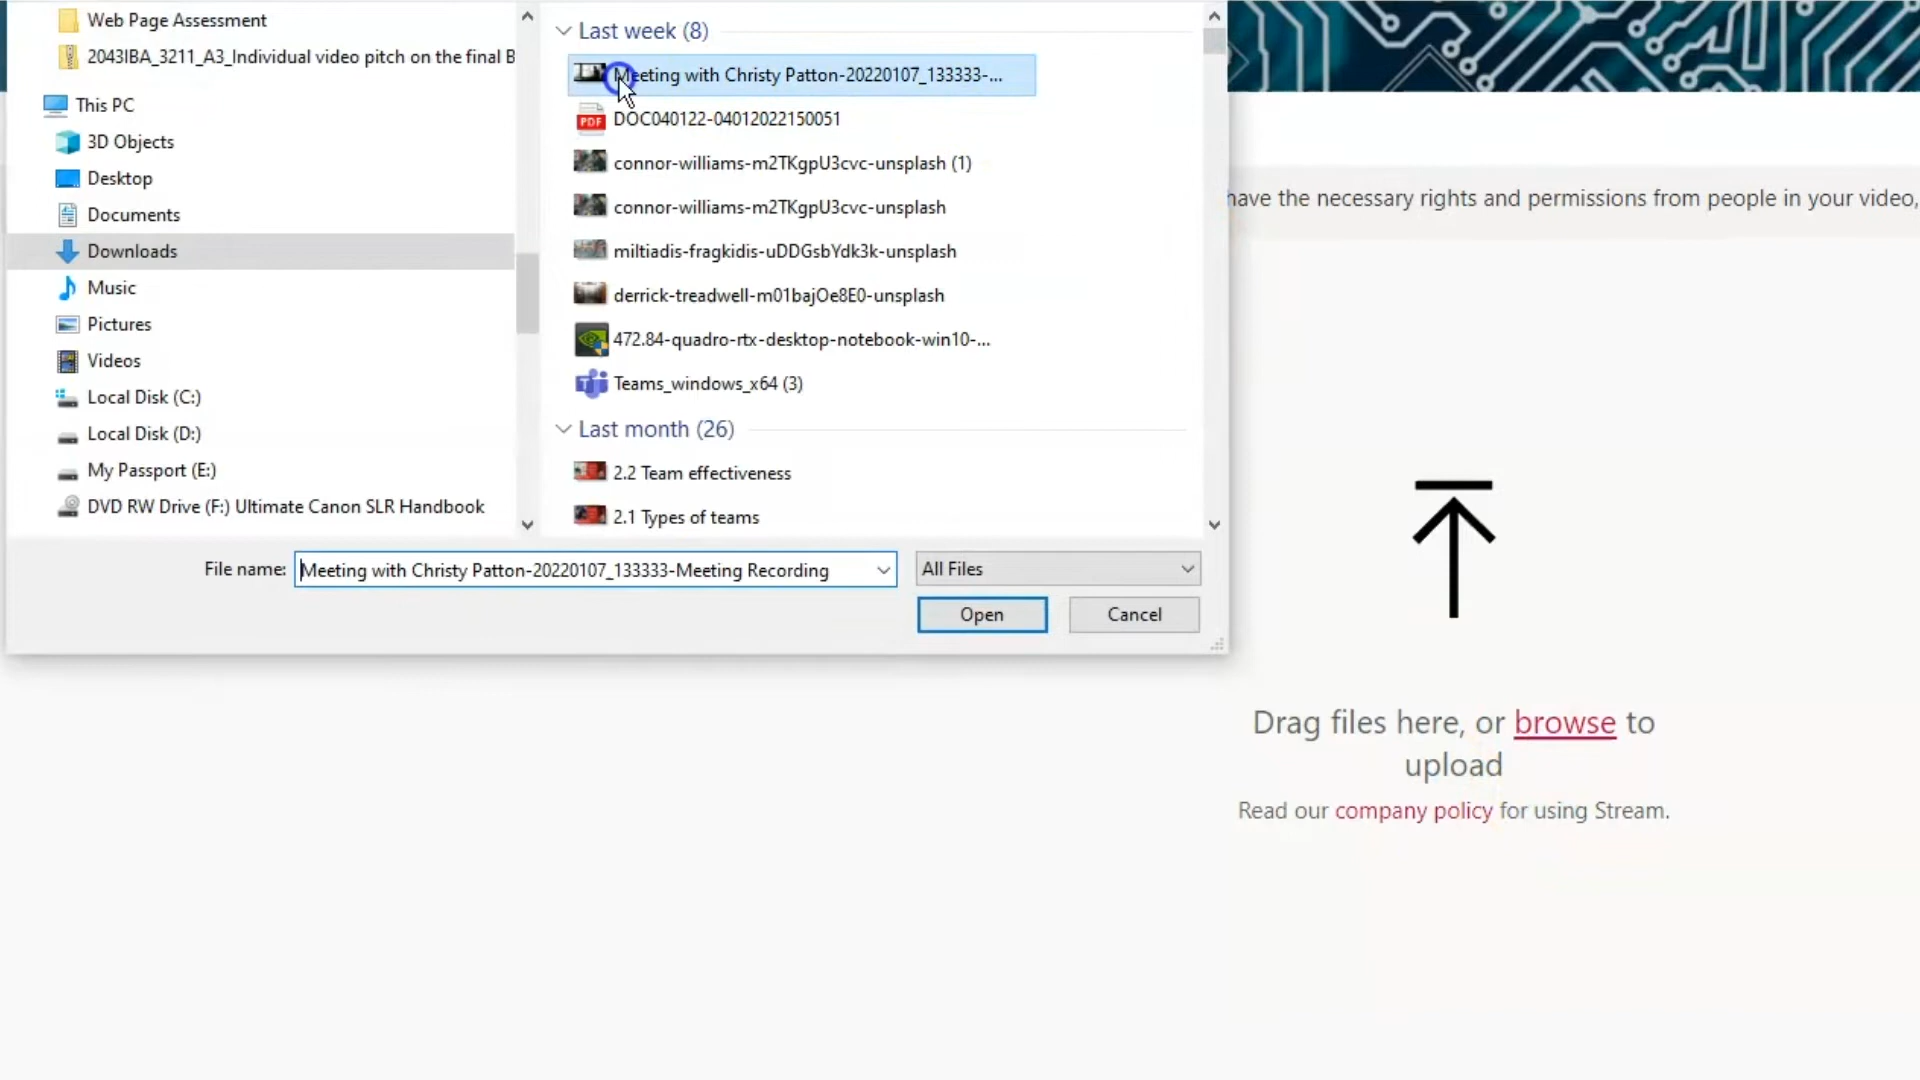 Web Page Assessment
2043IBA_3211_A3_Individual video pitch on the final B
This PC
3D Objects
Desktop
Documents
Downloads
Music
Pictures
Videos
Local Disk (C:)
Local Disk (D:)
My Passport (E:)
DVD RW Drive (F:) Ultimate Canon SLR Handbook
Last week (8)
Meeting with Christy Patton-20220107_133333-...
PDF
DOC040122-04012022150051
connor-williams-m2TKgpU3cvc-unsplash (1)
connor-williams-m2TKgpU3cvc-unsplash
miltiadis-fragkidis-uDDGsbYdk3k-unsplash
derrick-treadwell-m01bajOe8E0-unsplash
472.84-quadro-rtx-desktop-notebook-win10-...
Teams_windows_x64 (3)
Last month (26)
2.2 Team effectiveness
2.1 Types of teams
File name:
Meeting with Christy Patton-20220107_133333-Meeting Recording
All Files
Open
Cancel
have the necessary rights and permissions from people in your video,
Drag files here, or browse to
upload
Read our company policy for using Stream.